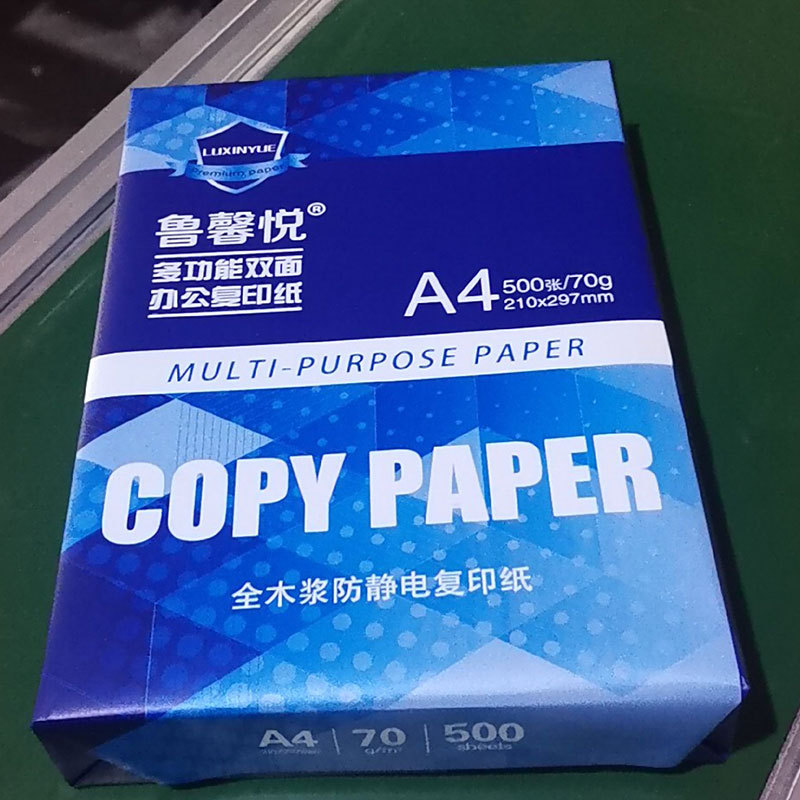 LUXINYUE
Premium paper
鲁馨悦®
多功能双面
办公复印纸
A4 500张/70g
210x297mm
MULTI-PURPOSE PAPER
COPY PAPER
全木浆防静电复印纸
A4 | 70 | 500
g/m² sheets